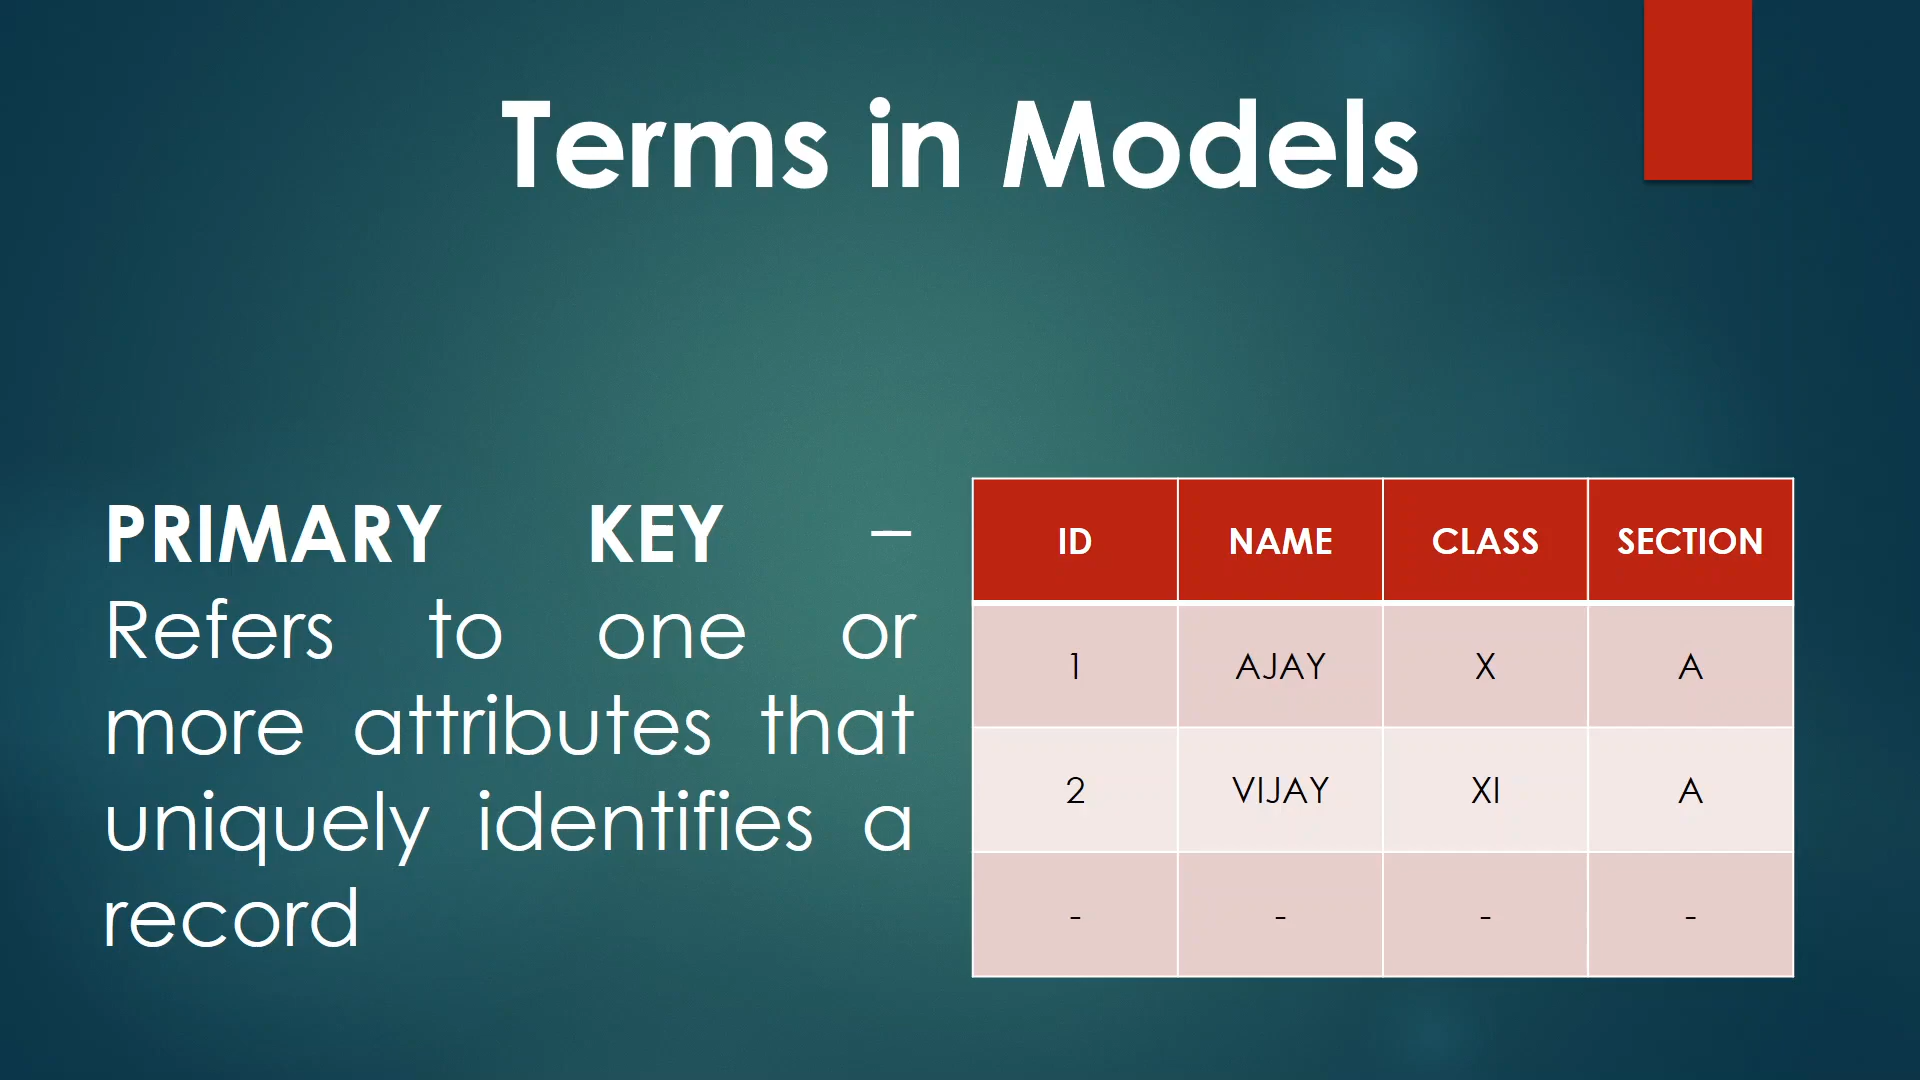 Terms in Models
PRIMARY KEY –
Refers to one or
more attributes that
uniquely identifies a
record
ID NAME CLASS SECTION
1 AJAY X A
2 VIJAY XI A
- - - -